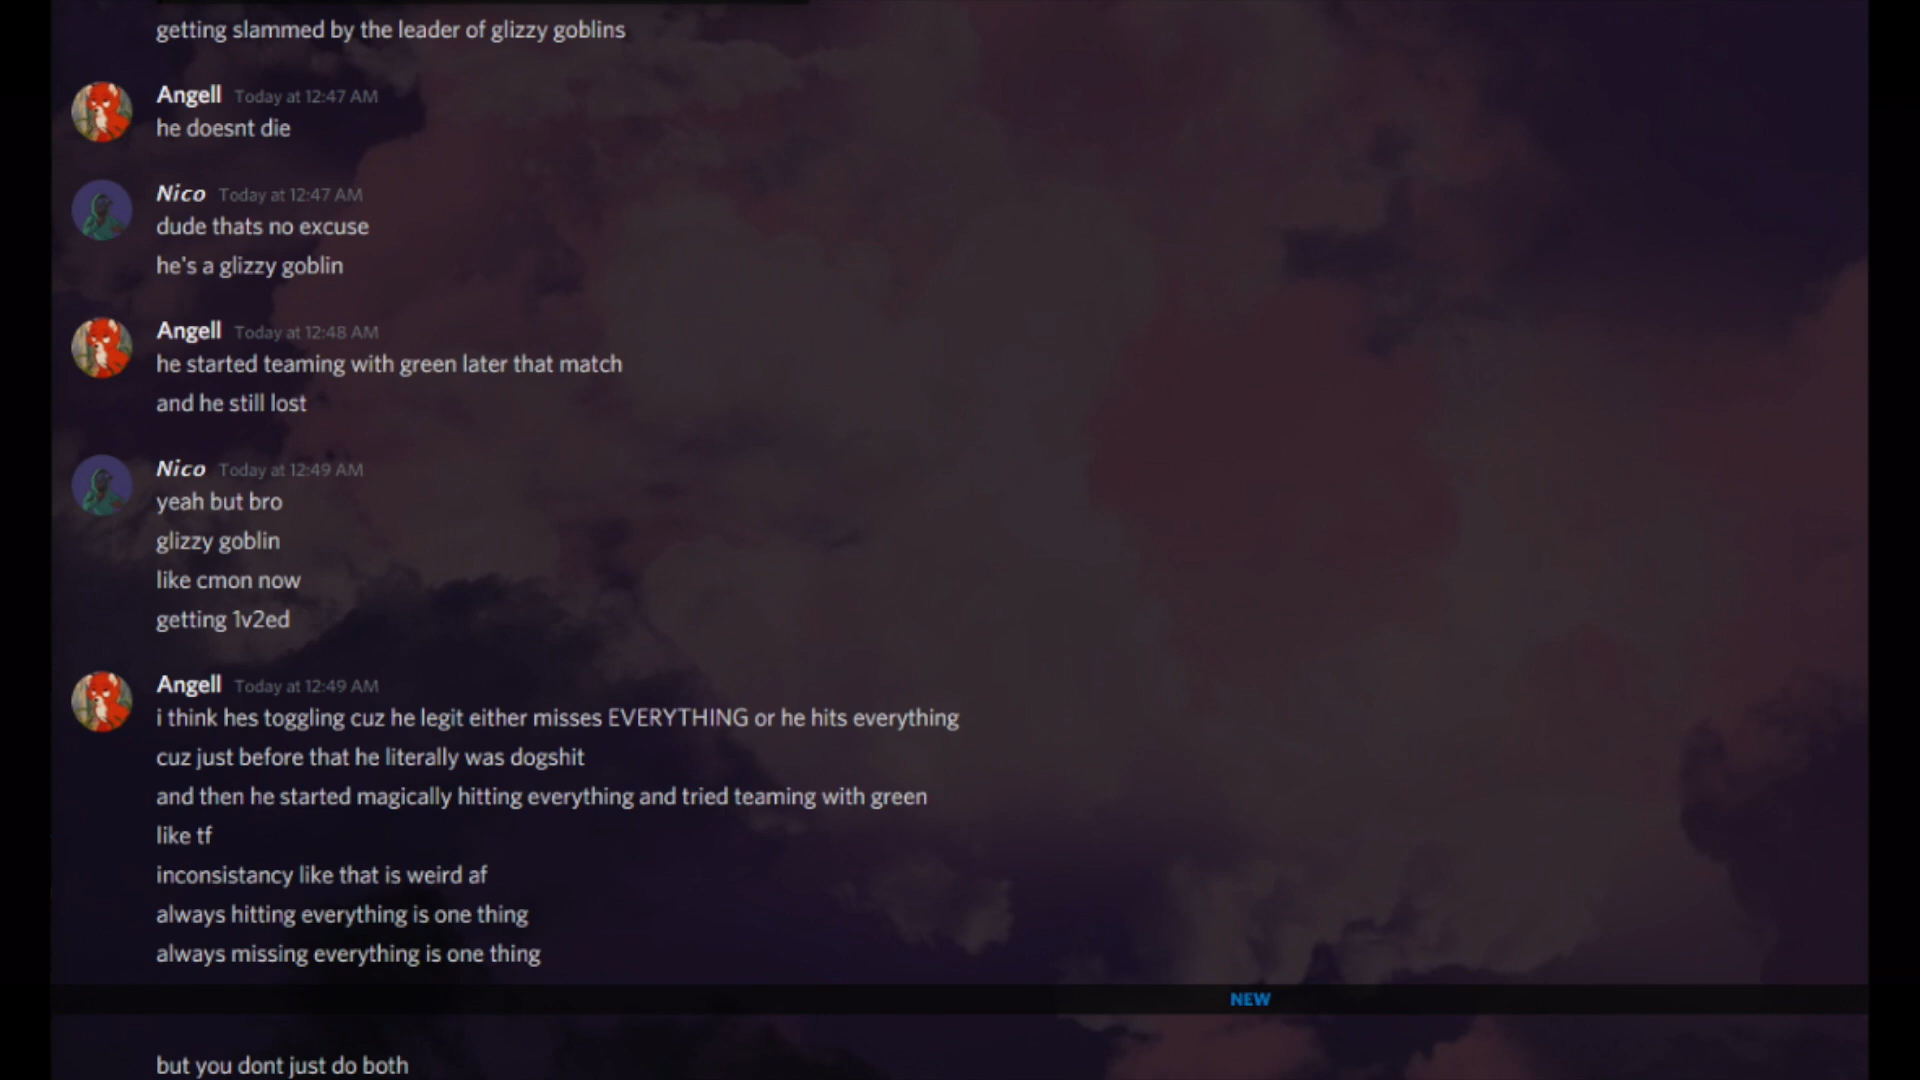 getting slammed by the leader of glizzy goblins
Angell Today at 12:47 AM
he doesnt die
Nico Today at 12:47 AM
dude thats no excuse
he's a glizzy goblin
Angell Today at 12:48 AM
he started teaming with green later that match
and he still lost
Nico Today at 12:49 AM
yeah but bro
glizzy goblin
like cmon now
getting 1v2ed
Angell Today at 12:49 AM
i think hes toggling cuz he legit either misses EVERYTHING or he hits everything
cuz just before that he literally was dogshit
and then he started magically hitting everything and tried teaming with green
like tf
inconsistancy like that is weird af
always hitting everything is one thing
always missing everything is one thing
NEW
but you dont just do both